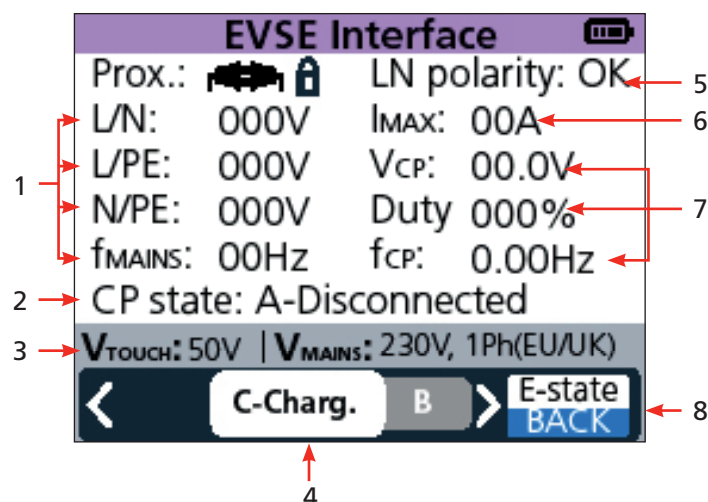 EVSE Interface
Prox.: LN polarity: OK
L/N: 000V IMAX: 00A
L/PE: 000V VCP: 00.0V
N/PE: 000V Duty 000%
fMAINS: 00Hz fCP: 0.00Hz
CP state: A-Disconnected
VTOUCH: 50V | VMAINS: 230V, 1Ph(EU/UK)
< C-Charg. B > E-state
BACK
1
2
3
4
5
6
7
8